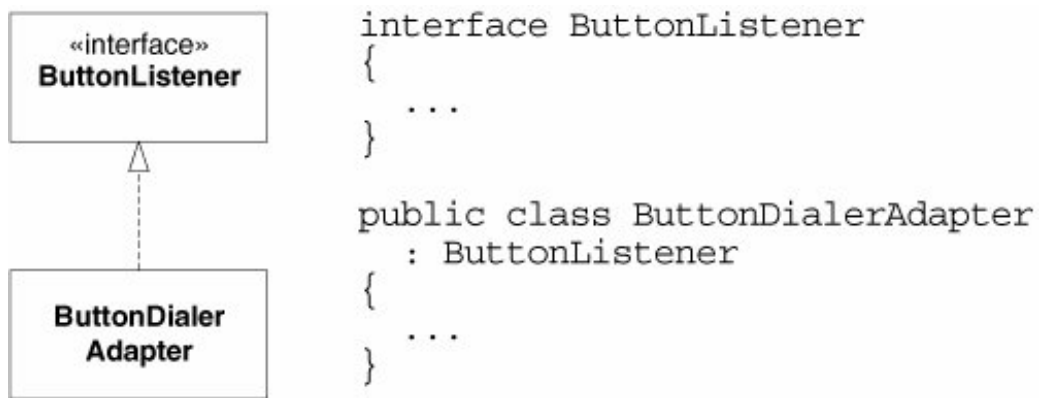 «interface»
ButtonListener
ButtonDialer
Adapter
interface ButtonListener
{
...
}
public class ButtonDialerAdapter
: ButtonListener
{
...
}